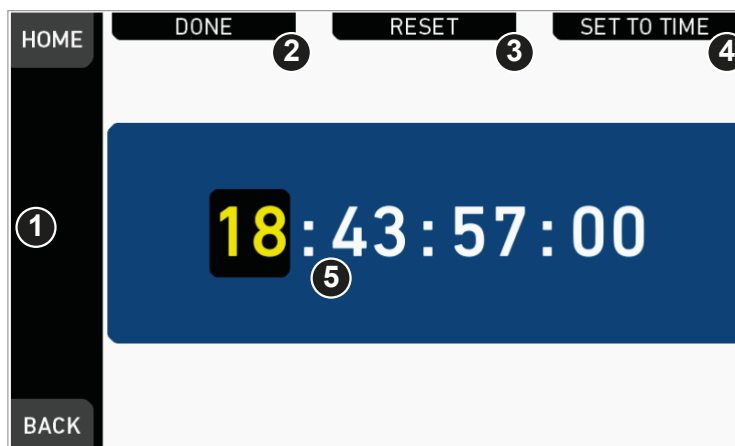 HOME
DONE
RESET
SET TO TIME
2
3
4
1
18:43:57:00
5
BACK